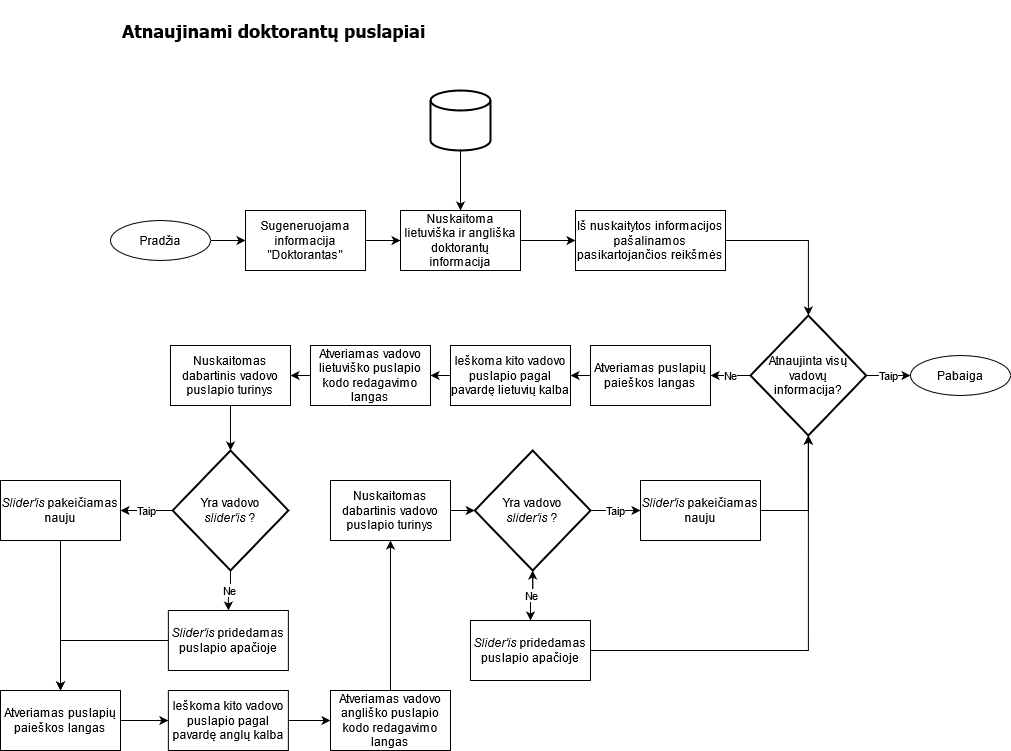 Atnaujinami doktorantų puslapiai
Pradžia
Sugeneruojama
informacija
"Doktorantas"
Nuskaitoma
lietuviška ir angliška
doktorantų
informacija
Iš nuskaitytos informacijos
pašalinamos
pasikartojančios reikšmės
Atnaujinta visų
vadovų
informacija?
Taip
Pabaiga
Ne
Atveriamas puslapių
paieškos langas
Ieškoma kito vadovo
puslapio pagal
pavardę lietuvių kalba
Atveriamas vadovo
lietuviško puslapio
kodo redagavimo
langas
Nuskaitomas
dabartinis vadovo
puslapio turinys
Yra vadovo
slider'is ?
Taip
Slider'is pakeičiamas
nauju
Ne
Slider'is pridedamas
puslapio apačioje
Atveriamas puslapių
paieškos langas
Ieškoma kito vadovo
puslapio pagal
pavardę anglų kalba
Atveriamas vadovo
angliško puslapio
kodo redagavimo
langas
Nuskaitomas
dabartinis vadovo
puslapio turinys
Yra vadovo
slider'is ?
Taip
Slider'is pakeičiamas
nauju
Ne
Slider'is pridedamas
puslapio apačioje